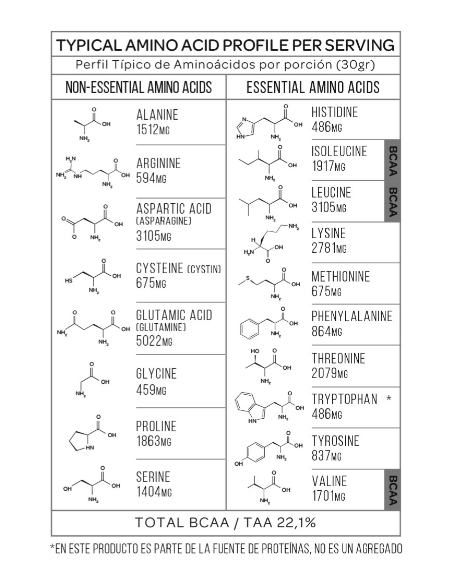 TYPICAL AMINO ACID PROFILE PER SERVING
Perfil Típico de Aminoácidos por porción (30gr)
NON-ESSENTIAL AMINO ACIDS
ALANINE
1512MG
ARGININE
594MG
ASPARTIC ACID
(ASPARAGINE)
3105MG
CYSTEINE (CYSTIN)
675MG
GLUTAMIC ACID
(GLUTAMINE)
5022MG
GLYCINE
459MG
PROLINE
1863MG
SERINE
1404MG
ESSENTIAL AMINO ACIDS
HISTIDINE
486MG
ISOLEUCINE
1917MG
BCAA
LEUCINE
3105MG
BCAA
LYSINE
2781MG
METHIONINE
675MG
PHENYLALANINE
864MG
THREONINE
2079MG
TRYPTOPHAN *
486MG
TYROSINE
837MG
VALINE
1701MG
BCAA
TOTAL BCAA / TAA 22,1%
*EN ESTE PRODUCTO ES PARTE DE LA FUENTE DE PROTEÍNAS, NO ES UN AGREGADO